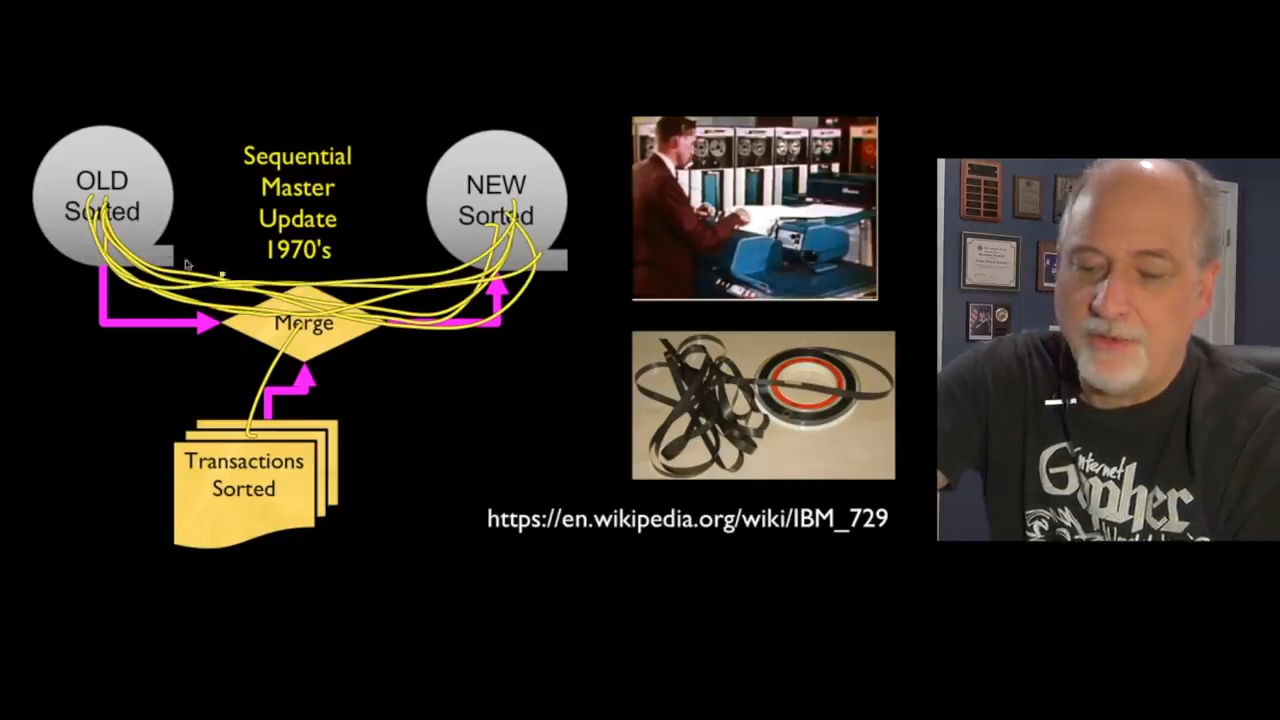 OLD
Sorted
Sequential
Master
Update
1970's
NEW
Sorted
Merge
Transactions
Sorted
https://en.wikipedia.org/wiki/IBM_729
Internet
Gopher